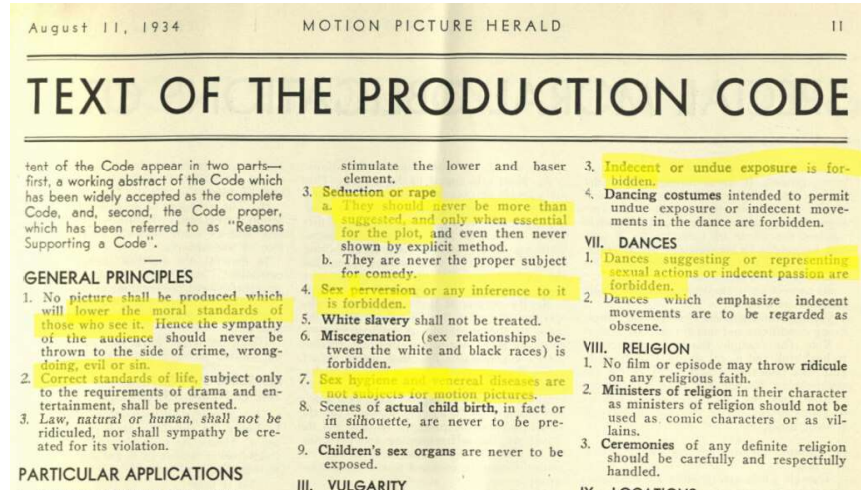 August 11, 1934 MOTION PICTURE HERALD 11
TEXT OF THE PRODUCTION CODE
tent of the Code appear in two parts—
first, a working abstract of the Code which
has been widely accepted as the complete
Code, and, second, the Code proper,
which has been referred to as "Reasons
Supporting a Code".
GENERAL PRINCIPLES
1. No picture shall be produced which
will lower the moral standards of
those who see it. Hence the sympathy
of the audience should never be
thrown to the side of crime, wrong-
doing, evil or sin.
2. Correct standards of life, subject only
to the requirements of drama and en-
tertainment, shall be presented.
3. Law, natural or human, shall not be
ridiculed, nor shall sympathy be cre-
ated for its violation.
PARTICULAR APPLICATIONS
stimulate the lower and baser
element.
3. Seduction or rape
a. They should never be more than
suggested, and only when essential
for the plot, and even then never
shown by explicit method.
b. They are never the proper subject
for comedy.
4. Sex perversion or any inference to it
is forbidden.
5. White slavery shall not be treated.
6. Miscegenation (sex relationships be-
tween the white and black races) is
forbidden.
7. Sex hygiene and venereal diseases are
not subjects for motion pictures.
8. Scenes of actual child birth, in fact or
in silhouette, are never to be pre-
sented.
9. Children's sex organs are never to be
exposed.
III. VULGARITY
3. Indecent or undue exposure is for-
bidden.
4. Dancing costumes intended to permit
undue exposure or indecent move-
ments in the dance are forbidden.
VII. DANCES
1. Dances suggesting or representing
sexual actions or indecent passion are
forbidden.
2. Dances which emphasize indecent
movements are to be regarded as
obscene.
VIII. RELIGION
1. No film or episode may throw ridicule
on any religious faith.
2. Ministers of religion in their character
as ministers of religion should not be
used as comic characters or as vil-
lains.
3. Ceremonies of any definite religion
should be carefully and respectfully
handled.
IX. LOCATIONS